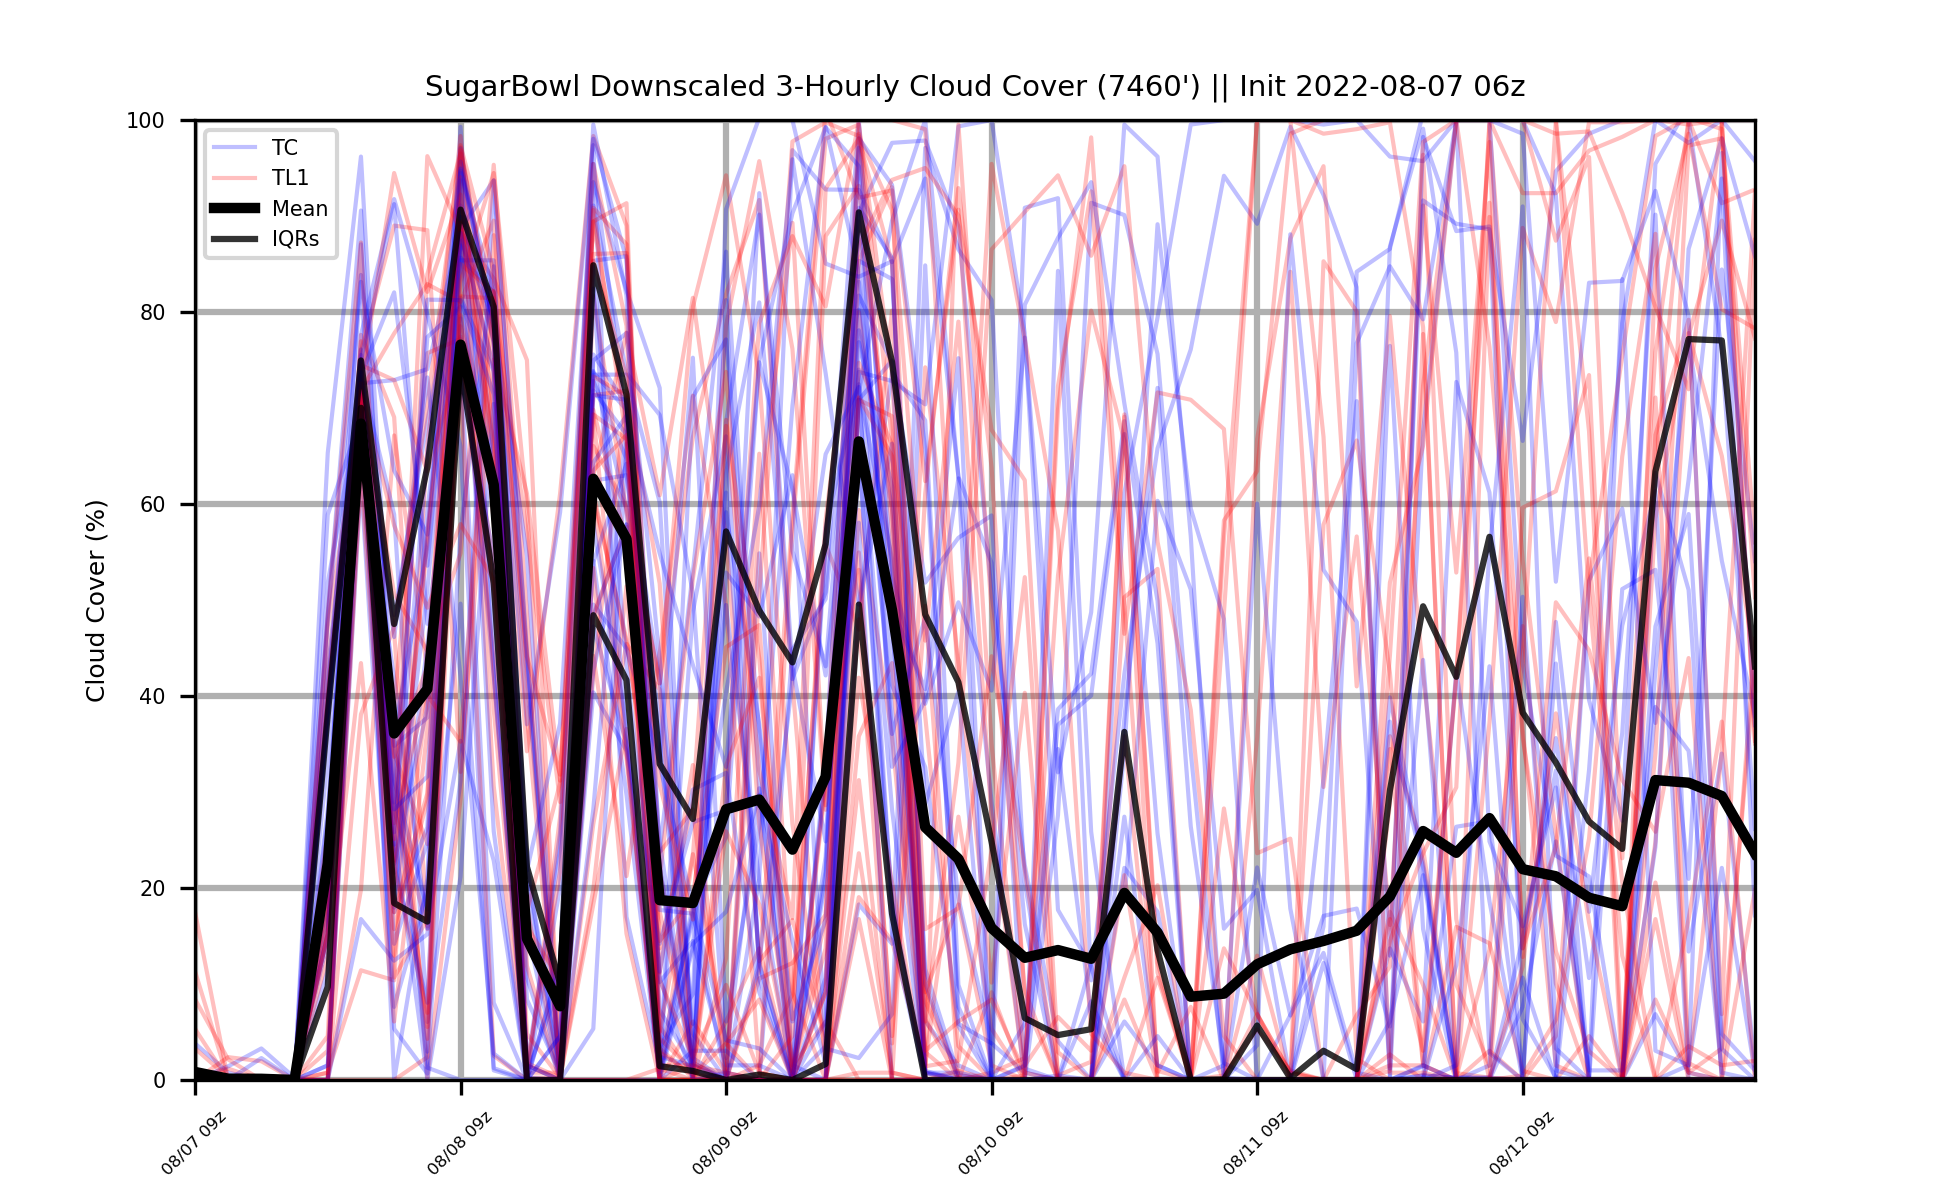 SugarBowl Downscaled 3-Hourly Cloud Cover (7460') || Init 2022-08-07 06z
Cloud Cover (%)
100
80
60
40
20
0
TC
TL1
Mean
IQRs
08/07 09z
08/08 09z
08/09 09z
08/10 09z
08/11 09z
08/12 09z